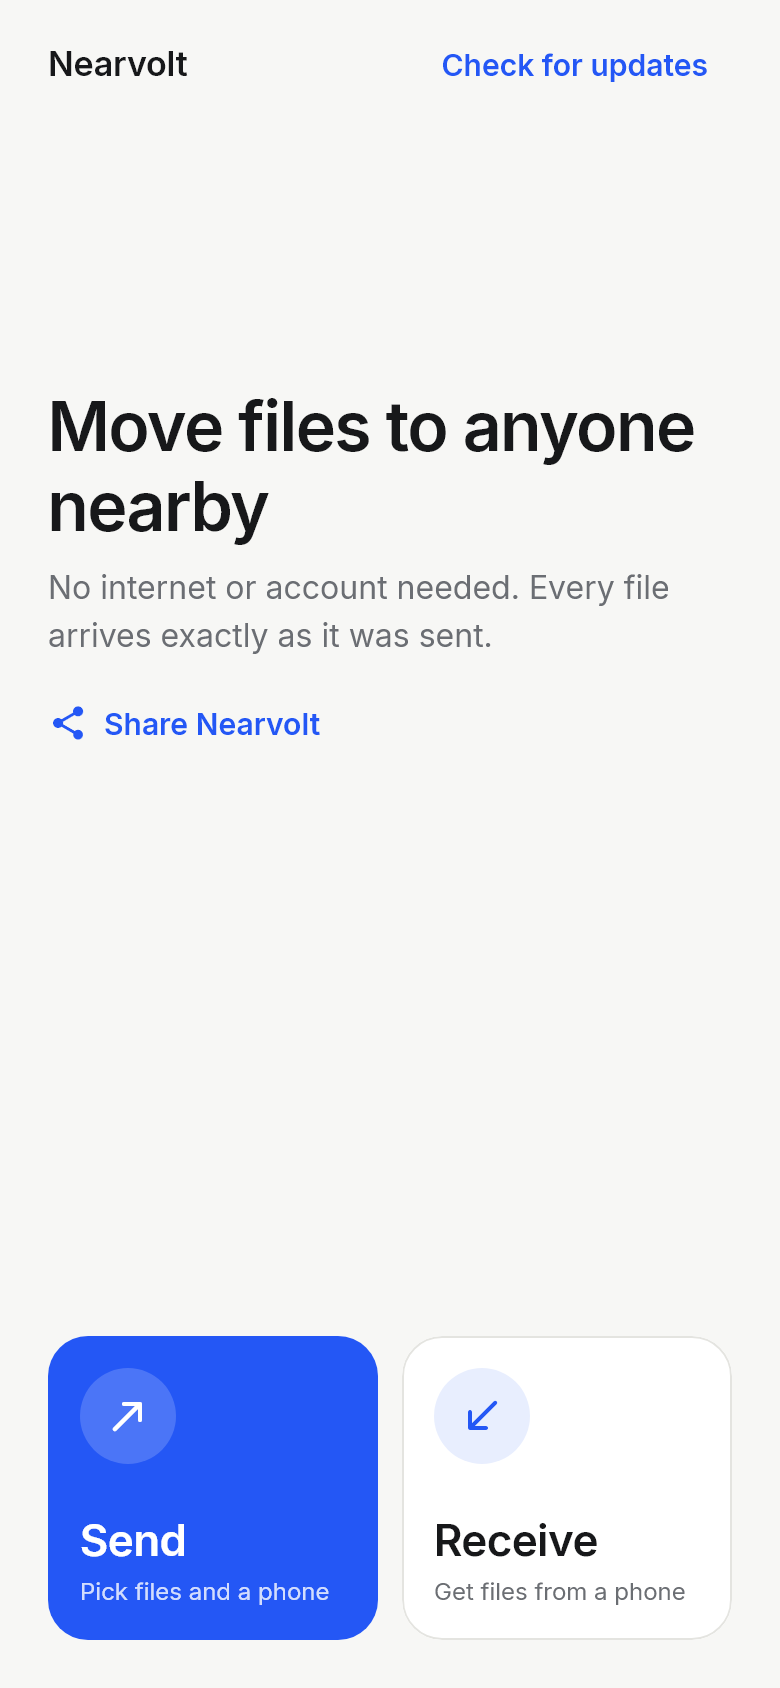 Nearvolt
Check for updates
Move files to anyone
nearby
No internet or account needed. Every file
arrives exactly as it was sent.
Share Nearvolt
Send
Pick files and a phone
Receive
Get files from a phone